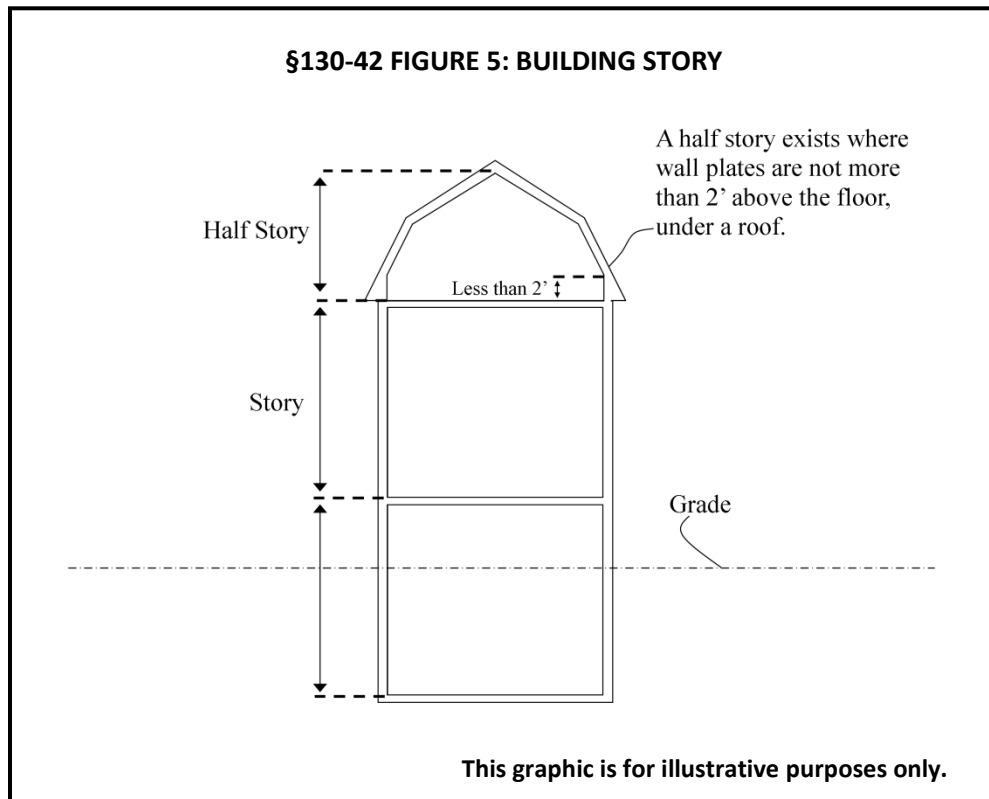 §130-42 FIGURE 5: BUILDING STORY
A half story exists where
wall plates are not more
than 2’ above the floor,
under a roof.
Half Story
Less than 2’
Story
Grade
This graphic is for illustrative purposes only.